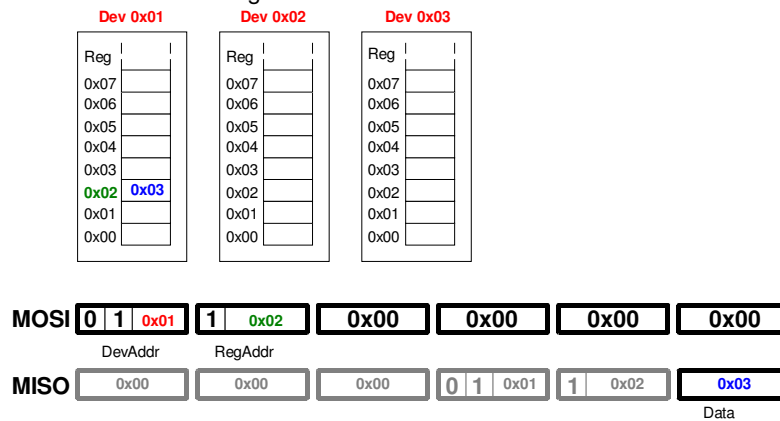 Dev 0x01 Dev 0x02 Dev 0x03
Reg Reg Reg
0x07 0x07 0x07
0x06 0x06 0x06
0x05 0x05 0x05
0x04 0x04 0x04
0x03 0x03 0x03
0x02 0x03 0x02 0x02
0x01 0x01 0x01
0x00 0x00 0x00
MOSI 0 1 0x01 1 0x02 0x00 0x00 0x00 0x00
DevAddr RegAddr
MISO 0x00 0x00 0x00 0 1 0x01 1 0x02 0x03
Data